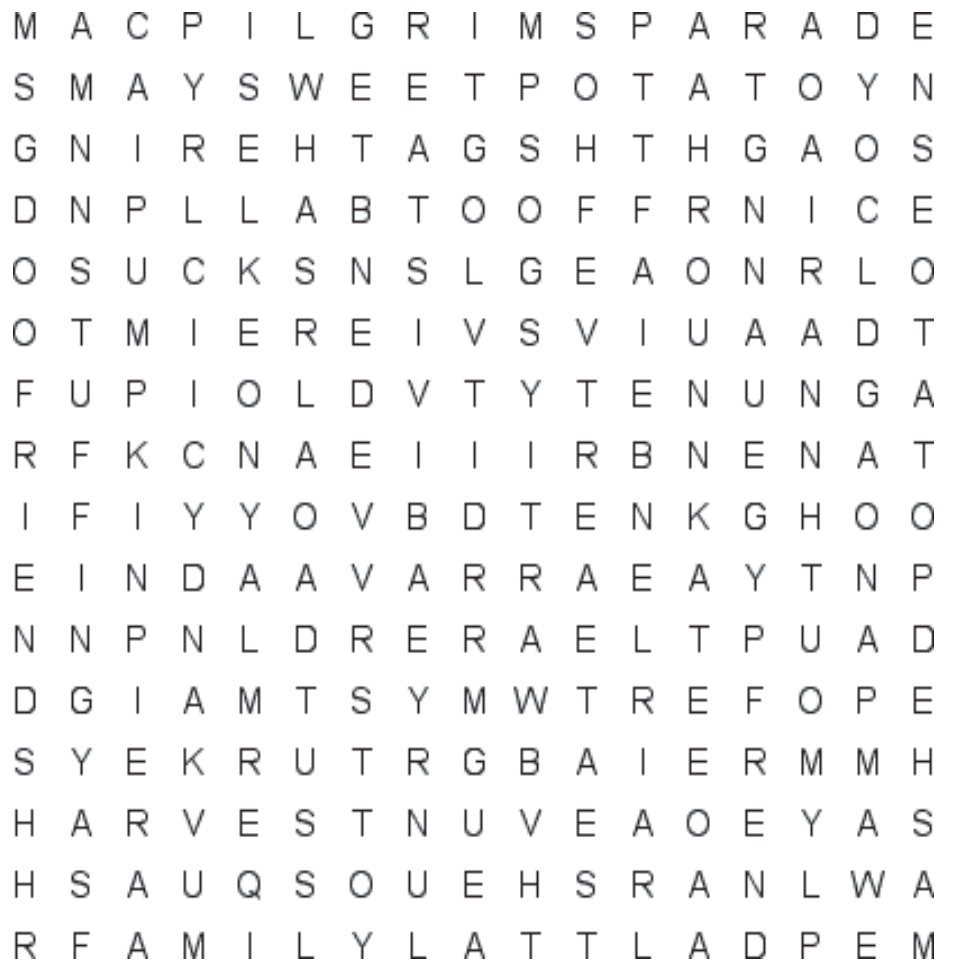 M A C P I L G R I M S P A R A D E
S M A Y S W E E T P O T A T O Y N
G N I R E H T A G S H T H G A O S
D N P L L A B T O O F F R N I C E
O S U C K S N S L G E A O N R L O
O T M I E R E I V S V I U A A D T
F U P I O L D V T Y T E N U N G A
R F K C N A E I I I R B N E N A T
I F I Y Y O V B D T E N K G H O O
E I N D A A V A R R A E A Y T N P
N N P N L D R E R A E L T P U A D
D G I A M T S Y M W T R E F O P E
S Y E K R U T R G B A I E R M M H
H A R V E S T N U V E A O E Y A S
H S A U Q S O U E H S R A N L W A
R F A M I L Y L A T T L A D P E M